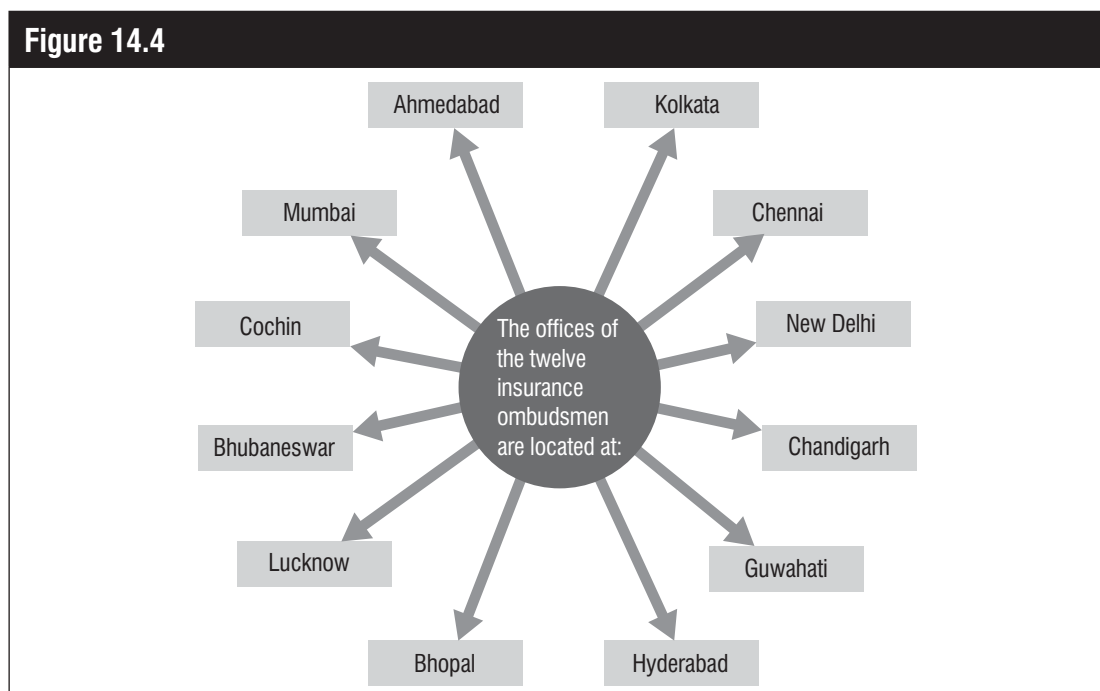 Figure 14.4
Ahmedabad
Kolkata
Mumbai
Chennai
Cochin
New Delhi
The offices of
the twelve
insurance
ombudsmen
are located at:
Bhubaneswar
Chandigarh
Lucknow
Guwahati
Bhopal
Hyderabad